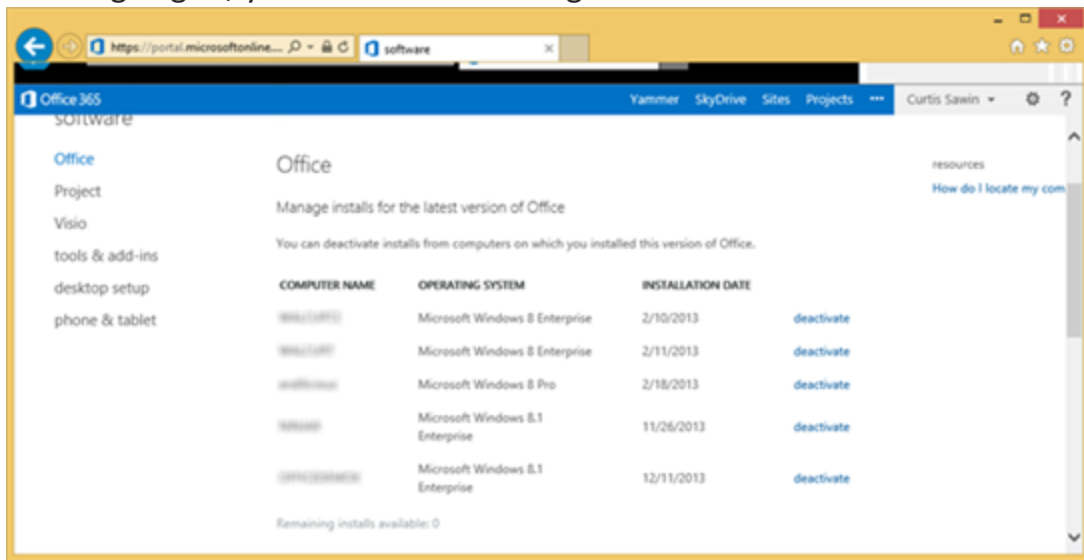 https://portal.microsoftonline....
software
Office 365
Yammer SkyDrive Sites Projects ... Curtis Sawin ?
software
Office
Project
Visio
tools & add-ins
desktop setup
phone & tablet
Office
Manage installs for the latest version of Office
You can deactivate installs from computers on which you installed this version of Office.
COMPUTER NAME OPERATING SYSTEM INSTALLATION DATE
Microsoft Windows 8 Enterprise 2/10/2013 deactivate
Microsoft Windows 8 Enterprise 2/11/2013 deactivate
Microsoft Windows 8 Pro 2/18/2013 deactivate
Microsoft Windows 8.1
Enterprise 11/26/2013 deactivate
Microsoft Windows 8.1
Enterprise 12/11/2013 deactivate
Remaining installs available: 0
resources
How do I locate my com